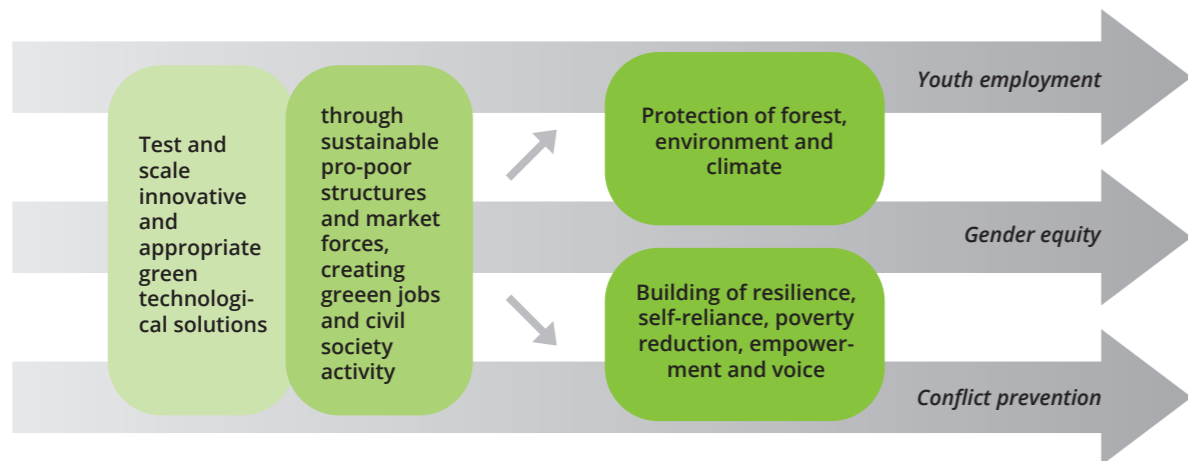 Test and
scale
innovative
and
appropriate
green
technologi-
cal solutions
through
sustainable
pro-poor
structures
and market
forces,
creating
greeen jobs
and civil
society
activity
Protection of forest,
environment and
climate
Building of resilience,
self-reliance, poverty
reduction, empower-
ment and voice
Youth employment
Gender equity
Conflict prevention